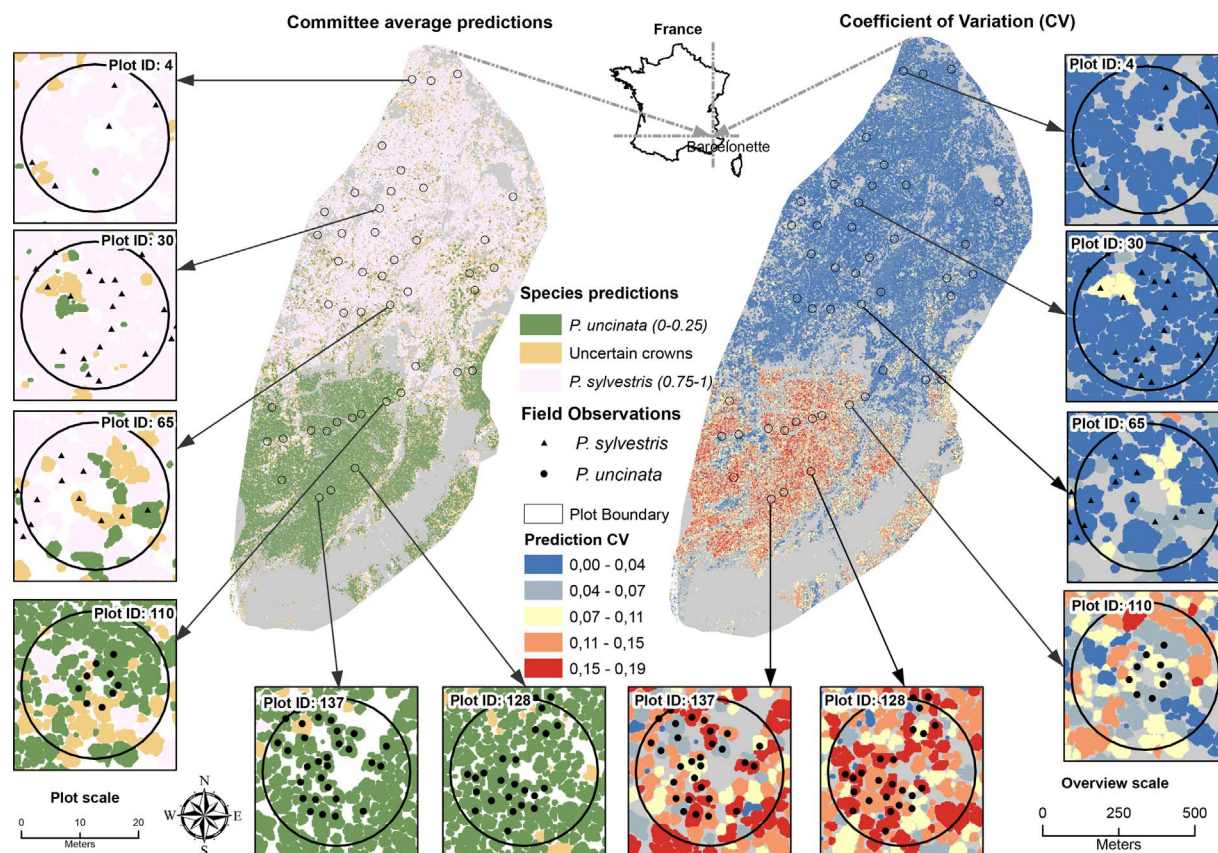 Committee average predictions
France
Coefficient of Variation (CV)
Barcelonette
Plot ID: 4
Plot ID: 30
Plot ID: 65
Plot ID: 110
Plot ID: 137
Plot ID: 128
Plot ID: 137
Plot ID: 128
Plot ID: 4
Plot ID: 30
Plot ID: 65
Plot ID: 110
Species predictions
P. uncinata (0-0.25)
Uncertain crowns
P. sylvestris (0.75-1)
Field Observations
P. sylvestris
P. uncinata
Plot Boundary
Prediction CV
0,00 - 0,04
0,04 - 0,07
0,07 - 0,11
0,11 - 0,15
0,15 - 0,19
Plot scale
0 10 20
Meters
N
W E
S
Overview scale
0 250 500
Meters